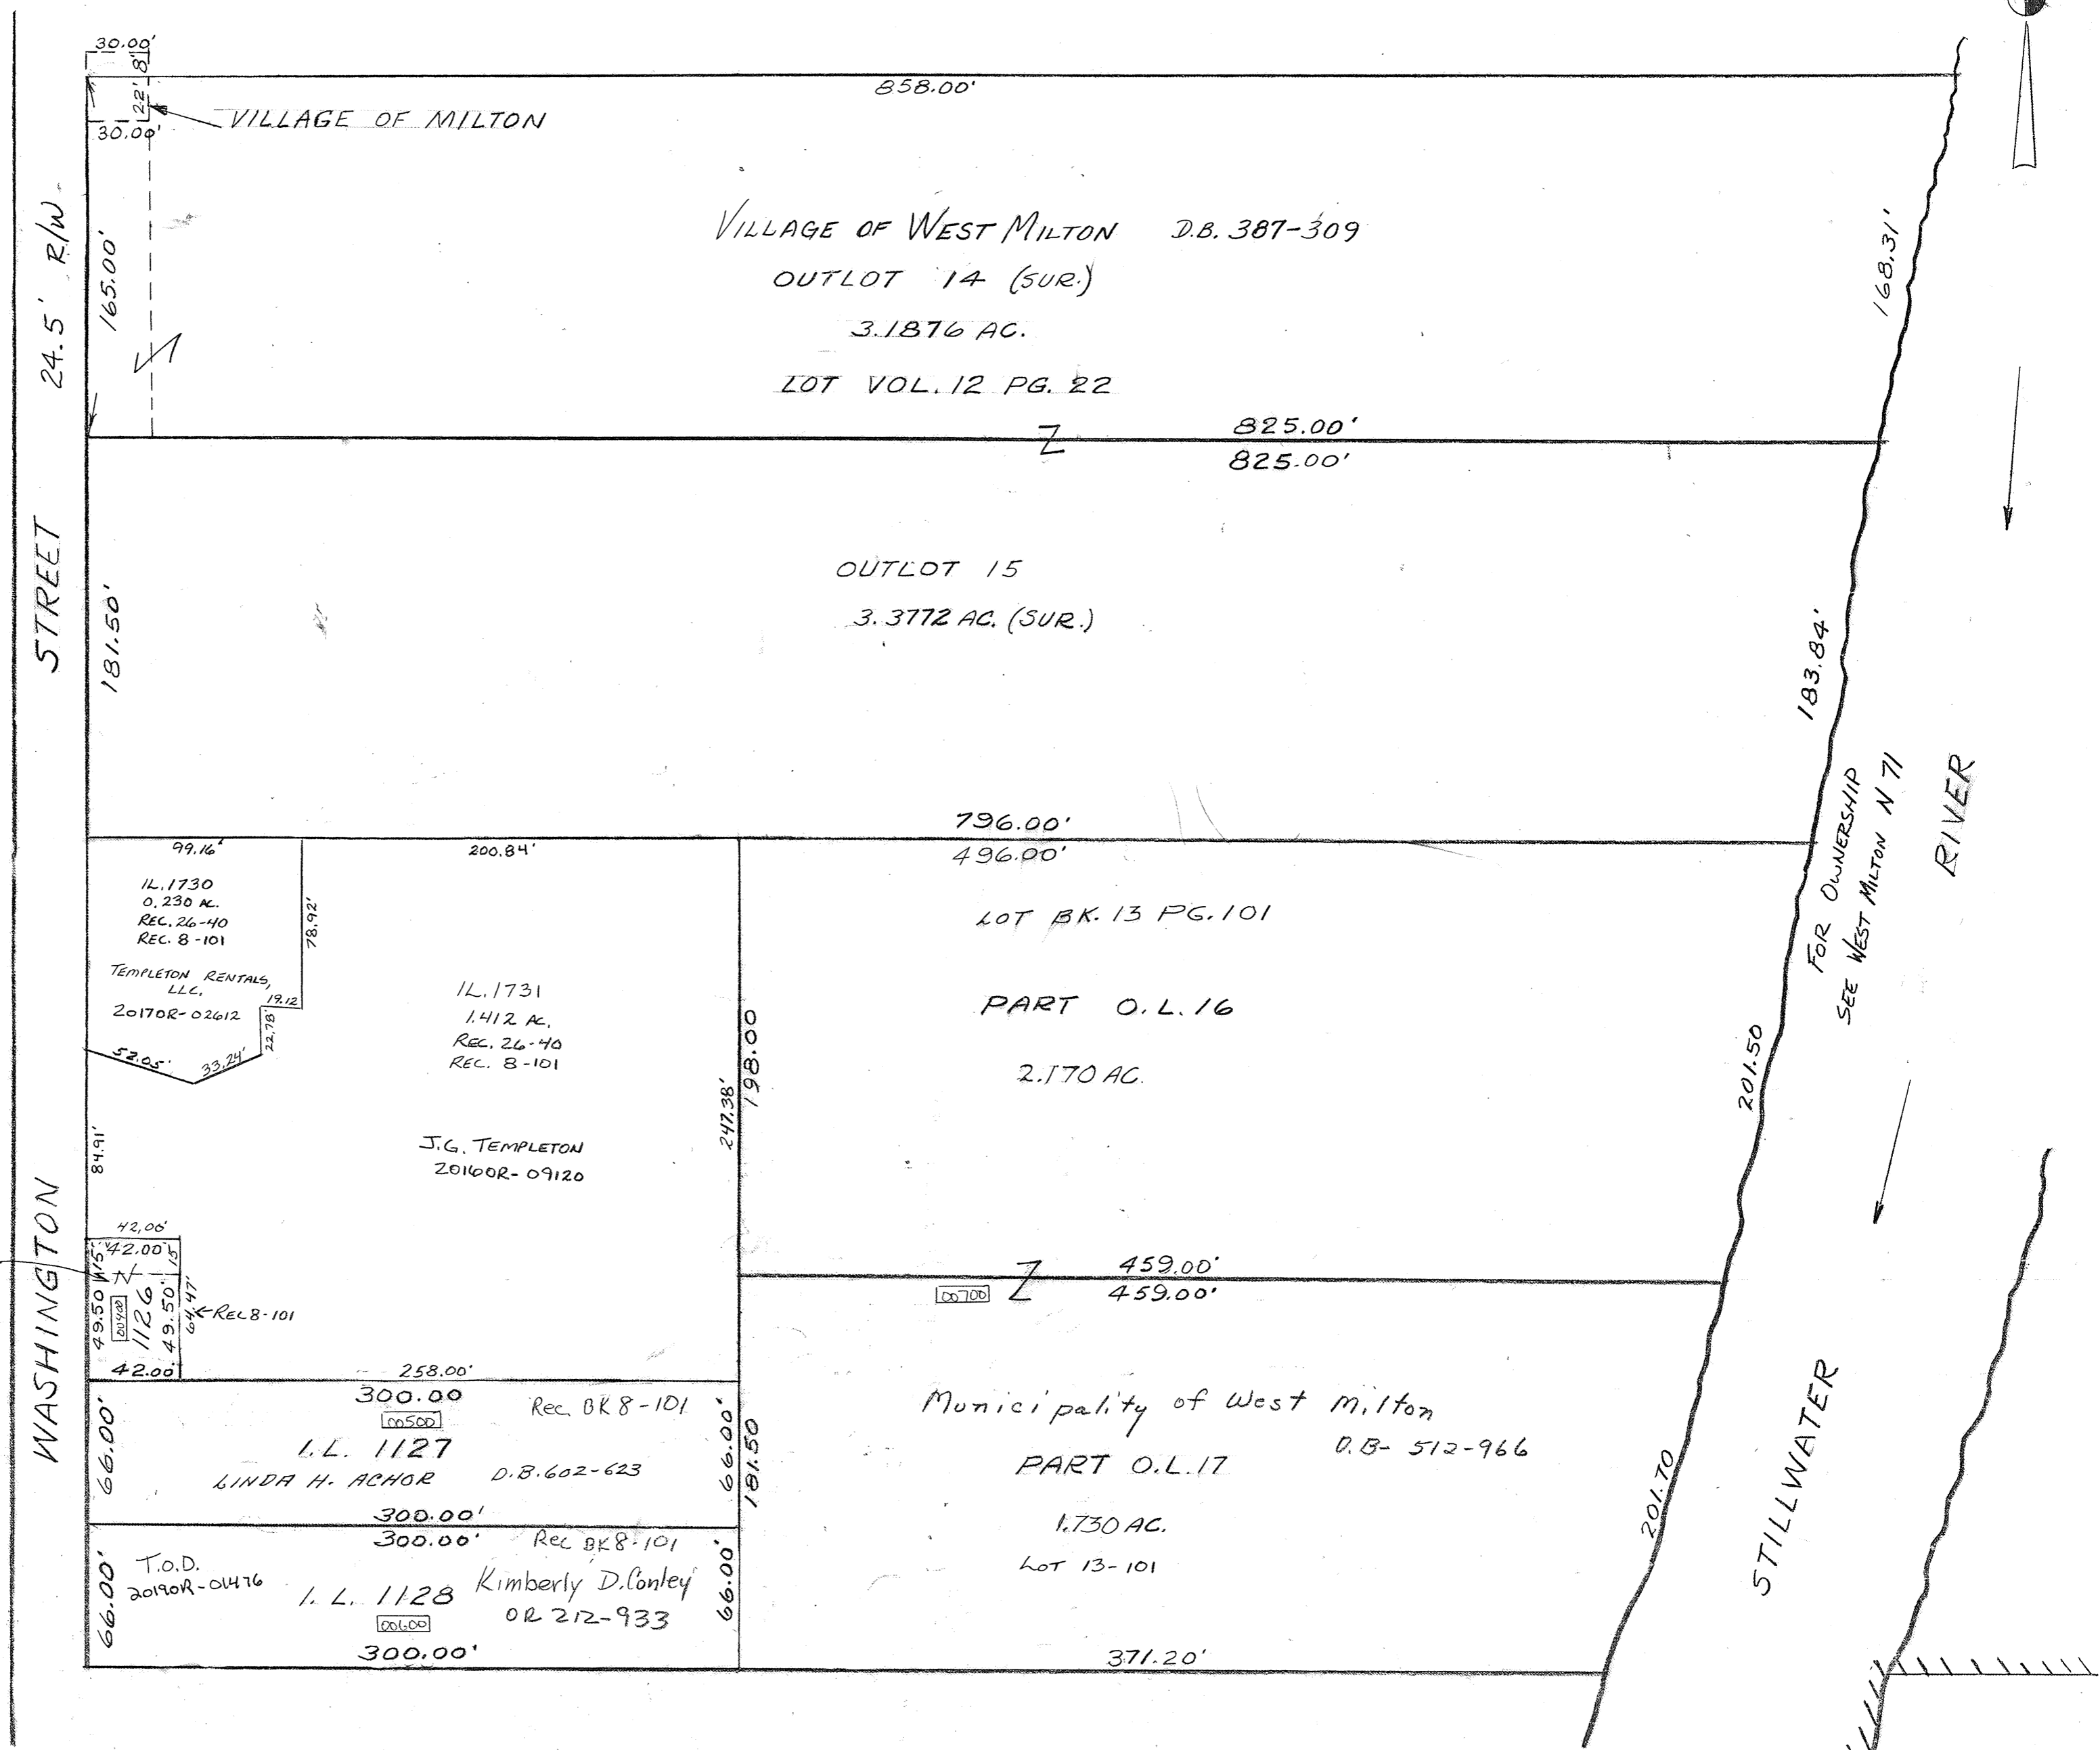 30.00'
8'
22'
30.00'
VILLAGE OF MILTON
858.00'
24.5' R/W
165.00'
VILLAGE OF WEST MILTON D.B. 387-309
OUTLOT 14 (SUR.)
3.1876 AC.
LOT VOL. 12 PG. 22
168.31'
825.00'
825.00'
STREET
181.50'
OUTLOT 15
3.3772 AC. (SUR.)
183.84'
796.00'
496.00'
FOR OWNERSHIP
SEE WEST MILTON N 71
RIVER
99.16'
200.84'
IL.1730
0.230 AC.
REC. 26-40
REC. 8-101
78.92'
TEMPLETON RENTALS,
LLC.
2017OR-02612
19.12
22.78'
52.05'
33.24'
IL.1731
1.412 AC.
REC. 26-40
REC. 8-101
J.G. TEMPLETON
2016OR-09120
247.38'
198.00
LOT BK. 13 PG. 101
PART O.L. 16
2.170 AC.
201.50
84.91'
WASHINGTON
42.00'
42.00'
15'
15'
49.50'
00400
1126
49.50'
64.47'
REC 8-101
42.00'
258.00'
459.00'
00700
459.00'
300.00
00500
Rec. BK 8-101
66.00'
I.L. 1127
LINDA H. ACHOR D.B. 602-623
66.00'
181.50
300.00'
300.00'
Rec BK 8-101
66.00'
T.O.D.
2019OR-01476
I.L. 1128
00600
Kimberly D. Conley
OR 212-933
66.00'
300.00'
Municipality of West Milton
D.B- 512-966
PART O.L. 17
1.730 AC.
LOT 13-101
201.70
STILLWATER
371.20'